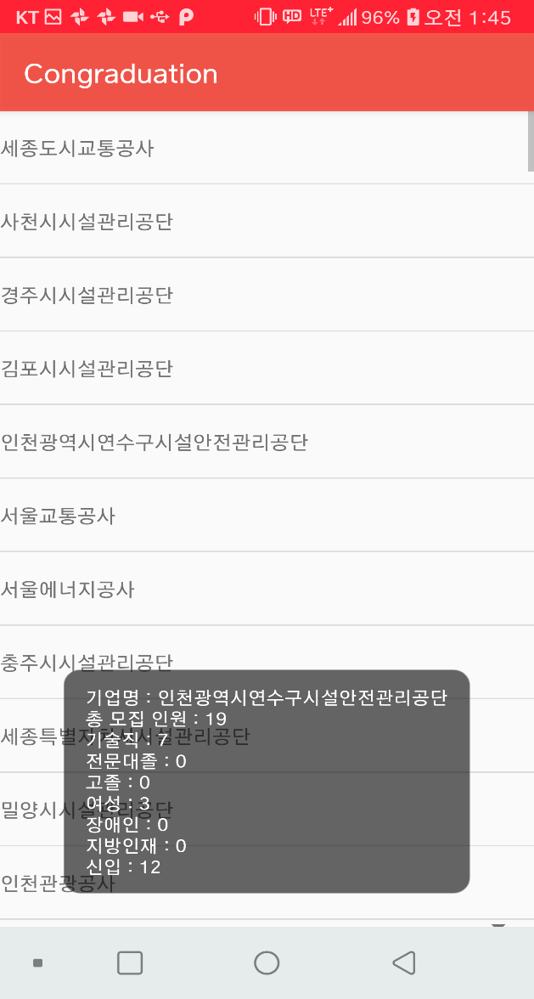 KT HD LTE+ 96% 오전 1:45
Congraduation
세종도시교통공사
사천시시설관리공단
경주시시설관리공단
김포시시설관리공단
인천광역시연수구시설안전관리공단
서울교통공사
서울에너지공사
충주시시설관리공단
세종특별자치시시설관리공단
밀양시시설관리공단
인천관광공사
기업명 : 인천광역시연수구시설안전관리공단
총 모집 인원 : 19
기술직 : 7
전문대졸 : 0
고졸 : 0
여성 : 3
장애인 : 0
지방인재 : 0
신입 : 12